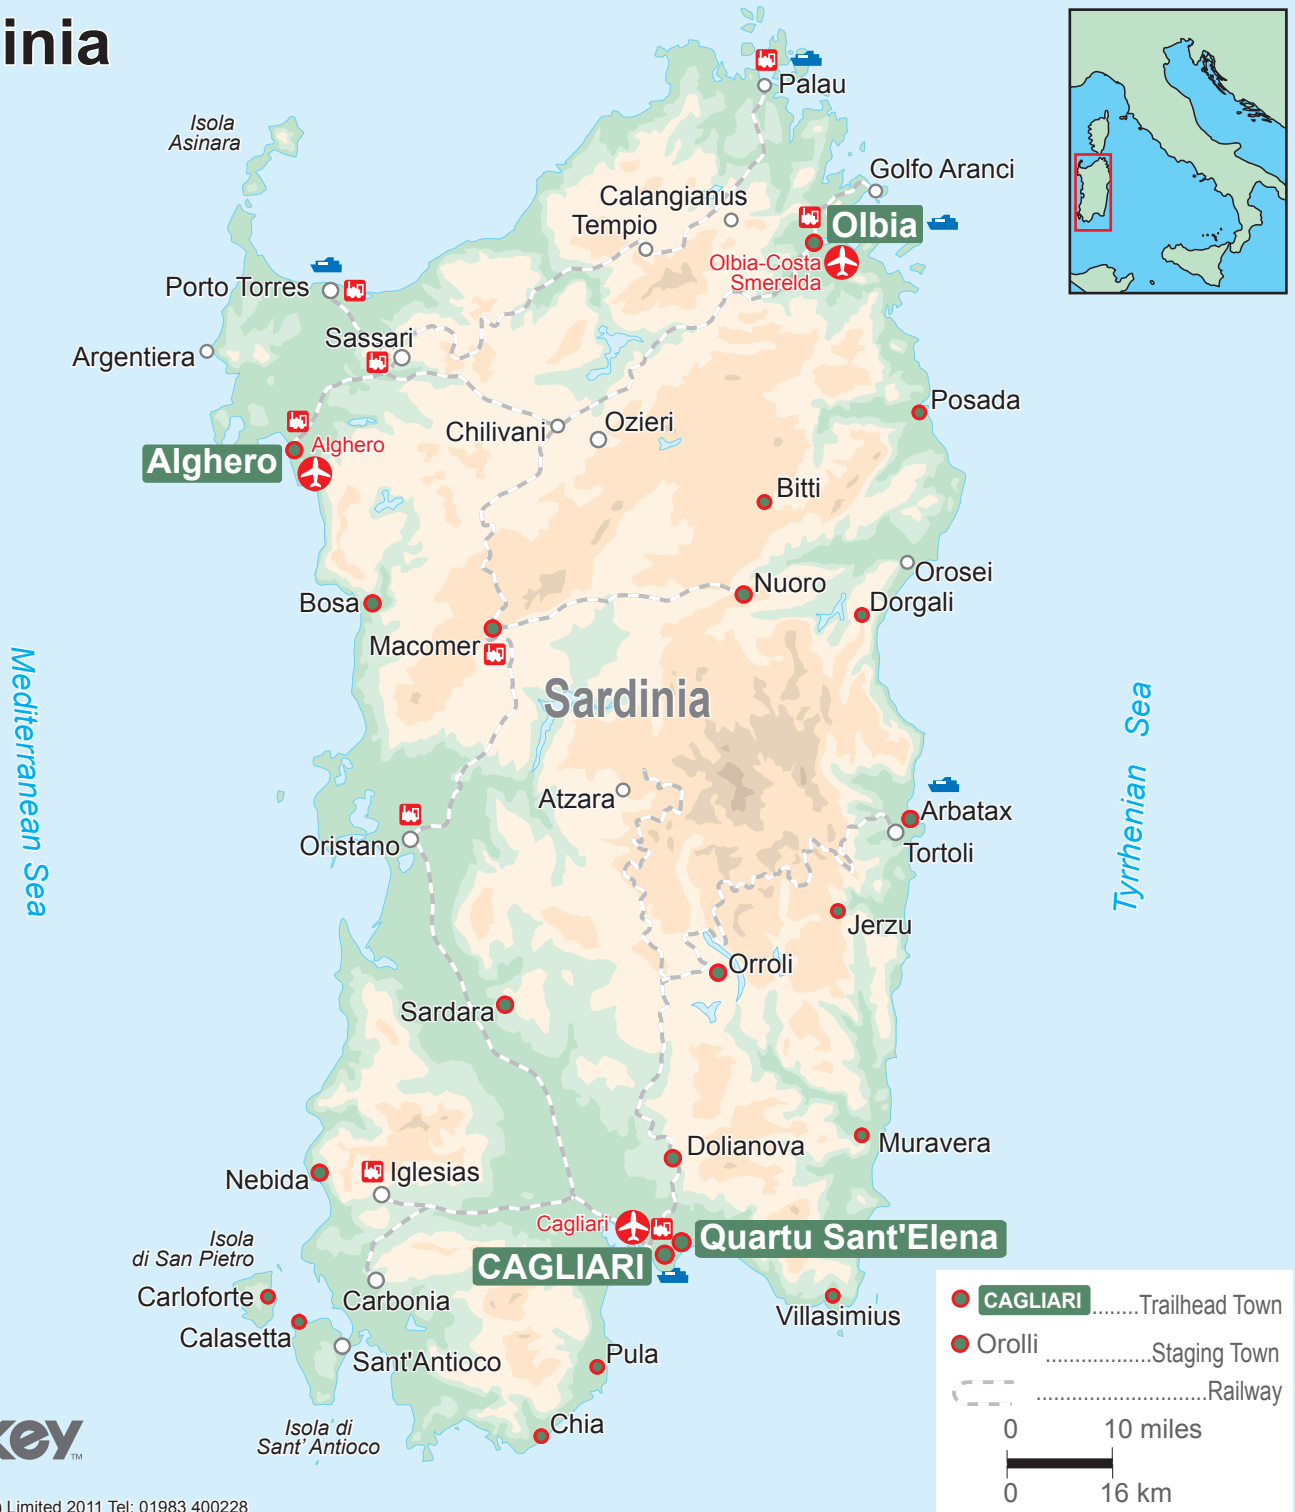 inia
Palau
Isola
Asinara
Golfo Aranci
Calangianus
Tempio
Olbia
Olbia-Costa
Smerelda
Porto Torres
Sassari
Argentiera
Posada
Chilivani
Ozieri
Alghero
Alghero
Bitti
Orosei
Nuoro
Dorgali
Bosa
Macomer
Mediterranean Sea
Sardinia
Tyrrhenian Sea
Atzara
Arbatax
Oristano
Tortoli
Jerzu
Orroli
Sardara
Dolianova
Muravera
Iglesias
Nebida
Cagliari
Quartu Sant'Elena
Isola
di San Pietro
CAGLIARI
Carloforte
Carbonia
Villasimius
Calasetta
Sant'Antioco
Pula
Chia
Isola di
Sant' Antioco
CAGLIARI ........Trailhead Town
Orolli ..................Staging Town
.............................Railway
0 10 miles
0 16 km
key™
) Limited 2011 Tel: 01983 400228